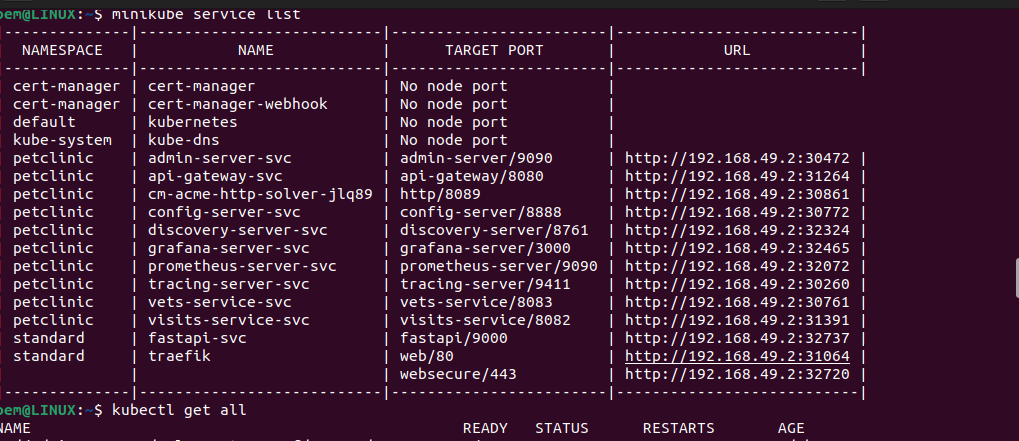 oem@LINUX:~$ minikube service list
|--------------|---------------------------|------------------------|---------------------------|
| NAMESPACE | NAME | TARGET PORT | URL |
|--------------|---------------------------|------------------------|---------------------------|
| cert-manager | cert-manager | No node port |
| cert-manager | cert-manager-webhook | No node port |
| default | kubernetes | No node port |
| kube-system | kube-dns | No node port |
| petclinic | admin-server-svc | admin-server/9090 | http://192.168.49.2:30472 |
| petclinic | api-gateway-svc | api-gateway/8080 | http://192.168.49.2:31264 |
| petclinic | cm-acme-http-solver-jlq89 | http/8089 | http://192.168.49.2:30861 |
| petclinic | config-server-svc | config-server/8888 | http://192.168.49.2:30772 |
| petclinic | discovery-server-svc | discovery-server/8761 | http://192.168.49.2:32324 |
| petclinic | grafana-server-svc | grafana-server/3000 | http://192.168.49.2:32465 |
| petclinic | prometheus-server-svc | prometheus-server/9090 | http://192.168.49.2:32072 |
| petclinic | tracing-server-svc | tracing-server/9411 | http://192.168.49.2:30260 |
| petclinic | vets-service-svc | vets-service/8083 | http://192.168.49.2:30761 |
| petclinic | visits-service-svc | visits-service/8082 | http://192.168.49.2:31391 |
| standard | fastapi-svc | fastapi/9000 | http://192.168.49.2:32737 |
| standard | traefik | web/80 | http://192.168.49.2:31064 |
| | | websecure/443 | http://192.168.49.2:32720 |
|--------------|---------------------------|------------------------|---------------------------|
oem@LINUX:~$ kubectl get all
NAME READY STATUS RESTARTS AGE